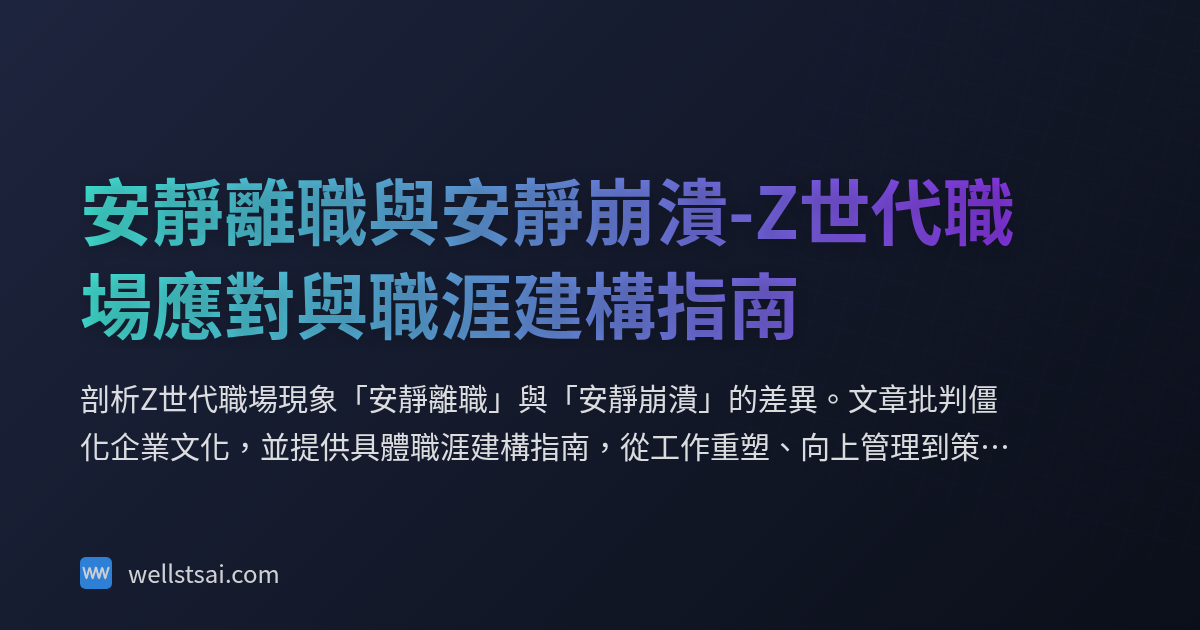 安靜離職與安靜崩潰-Z世代職
場應對與職涯建構指南
剖析Z世代職場現象「安靜離職」與「安靜崩潰」的差異。文章批判僵
化企業文化，並提供具體職涯建構指南，從工作重塑、向上管理到策…
W wellstsai.com